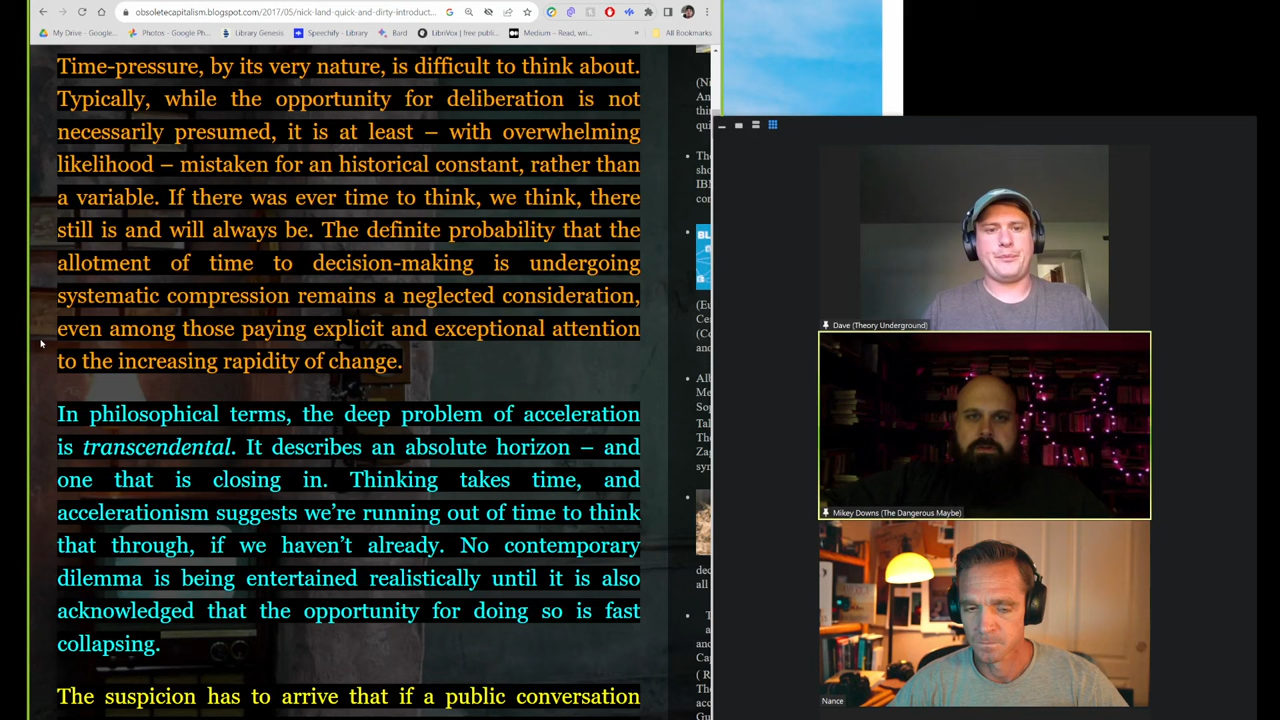 obsoletecapitalism.blogspot.com/2017/05/nick-land-quick-and-dirty-introduct...
My Drive - Google...
Photos - Google Ph...
Library Genesis
Speechify - Library
Bard
LibriVox | free publi...
Medium – Read, wri...
»
All Bookmarks
Time-pressure, by its very nature, is difficult to think about.
Typically, while the opportunity for deliberation is not
necessarily presumed, it is at least – with overwhelming
likelihood – mistaken for an historical constant, rather than
a variable. If there was ever time to think, we think, there
still is and will always be. The definite probability that the
allotment of time to decision-making is undergoing
systematic compression remains a neglected consideration,
even among those paying explicit and exceptional attention
to the increasing rapidity of change.
In philosophical terms, the deep problem of acceleration
is transcendental. It describes an absolute horizon – and
one that is closing in. Thinking takes time, and
accelerationism suggests we're running out of time to think
that through, if we haven't already. No contemporary
dilemma is being entertained realistically until it is also
acknowledged that the opportunity for doing so is fast
collapsing.
The suspicion has to arrive that if a public conversation
Dave (Theory Underground)
Mikey Downs (The Dangerous Maybe)
Nance